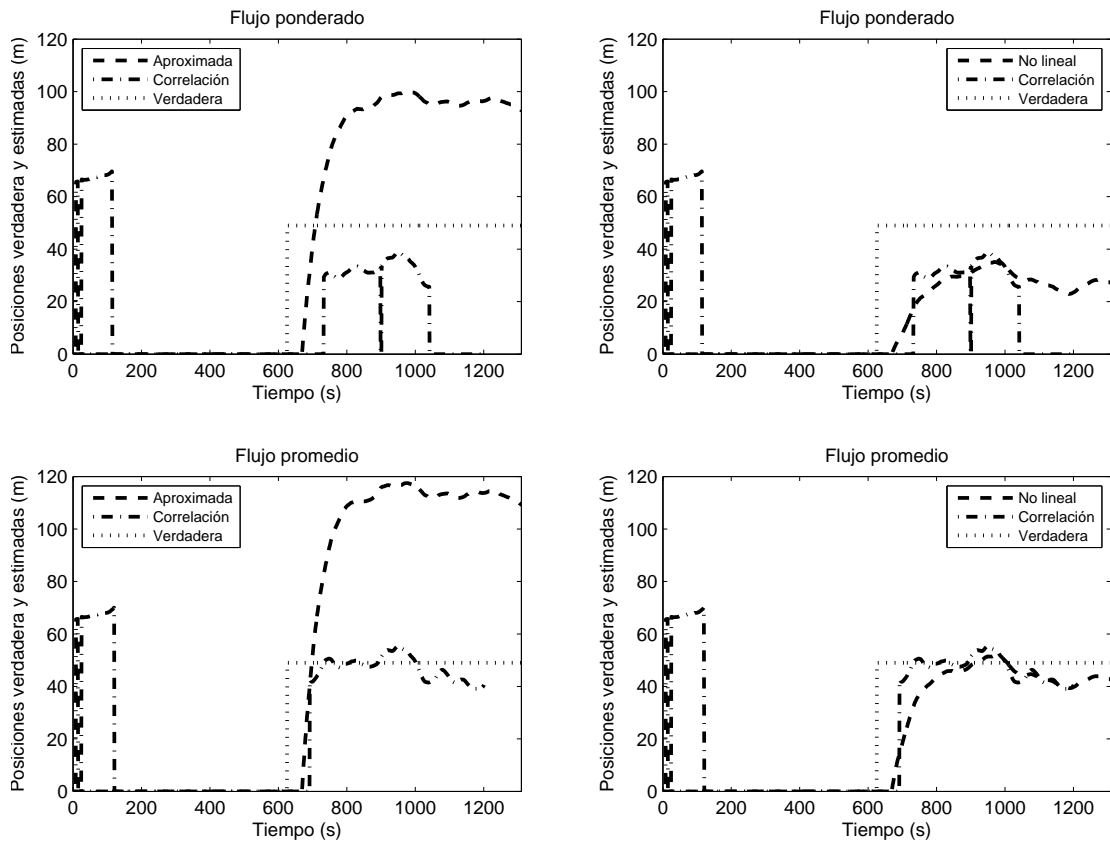 Flujo ponderado
Posiciones verdadera y estimadas (m)
120
100
80
60
40
20
0
Aproximada
Correlación
Verdadera
0 200 400 600 800 1000 1200
Tiempo (s)
Flujo ponderado
Posiciones verdadera y estimadas (m)
120
100
80
60
40
20
0
No lineal
Correlación
Verdadera
0 200 400 600 800 1000 1200
Tiempo (s)
Flujo promedio
Posiciones verdadera y estimadas (m)
120
100
80
60
40
20
0
Aproximada
Correlación
Verdadera
0 200 400 600 800 1000 1200
Tiempo (s)
Flujo promedio
Posiciones verdadera y estimadas (m)
120
100
80
60
40
20
0
No lineal
Correlación
Verdadera
0 200 400 600 800 1000 1200
Tiempo (s)